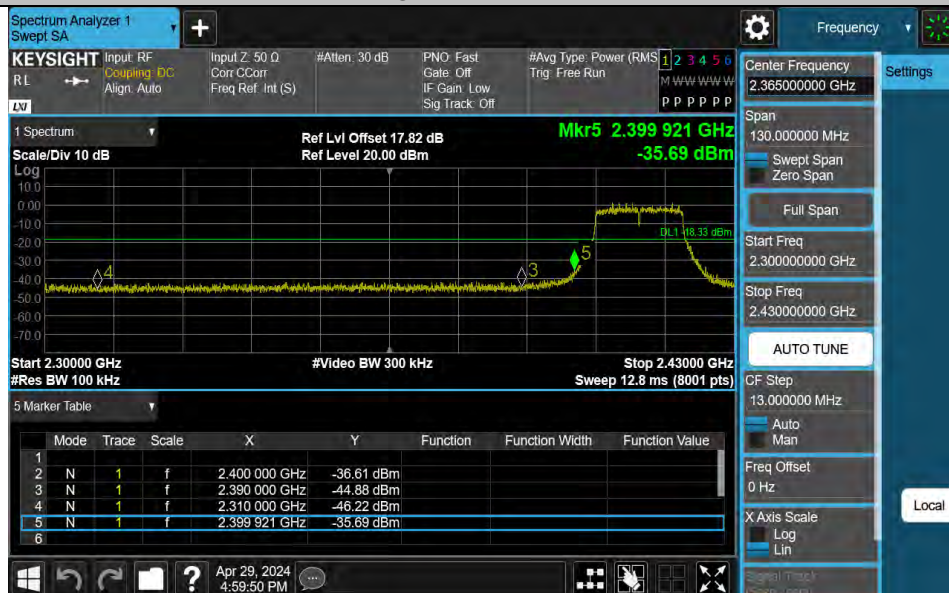 Spectrum Analyzer 1
Swept SA
+
Frequency
KEYSIGHT
RL
LXI
Input: RF
Coupling: DC
Align: Auto
Input Z: 50 Ω
Corr CCorr
Freq Ref: Int (S)
#Atten: 30 dB
PNO: Fast
Gate: Off
IF Gain: Low
Sig Track: Off
#Avg Type: Power (RMS
Trig: Free Run
1 2 3 4 5 6
M W W W W W
P P P P P P
1 Spectrum
Scale/Div 10 dB
Ref Lvl Offset 17.82 dB
Ref Level 20.00 dBm
Mkr5 2.399 921 GHz
-35.69 dBm
Log
10.0
0.00
-10.0
-20.0
-30.0
-40.0
-50.0
-60.0
-70.0
DL1 -18.33 dBm
4
3
5
Start 2.30000 GHz
#Res BW 100 kHz
#Video BW 300 kHz
Stop 2.43000 GHz
Sweep 12.8 ms (8001 pts)
5 Marker Table
Mode Trace Scale X Y Function Function Width Function Value
1
2 N 1 f 2.400 000 GHz -36.61 dBm
3 N 1 f 2.390 000 GHz -44.88 dBm
4 N 1 f 2.310 000 GHz -46.22 dBm
5 N 1 f 2.399 921 GHz -35.69 dBm
6
?
Apr 29, 2024
4:59:50 PM
Center Frequency
2.365000000 GHz
Span
130.000000 MHz
Swept Span
Zero Span
Full Span
Start Freq
2.300000000 GHz
Stop Freq
2.430000000 GHz
AUTO TUNE
CF Step
13.000000 MHz
Auto
Man
Freq Offset
0 Hz
X Axis Scale
Log
Lin
Signal Track
Settings
Local